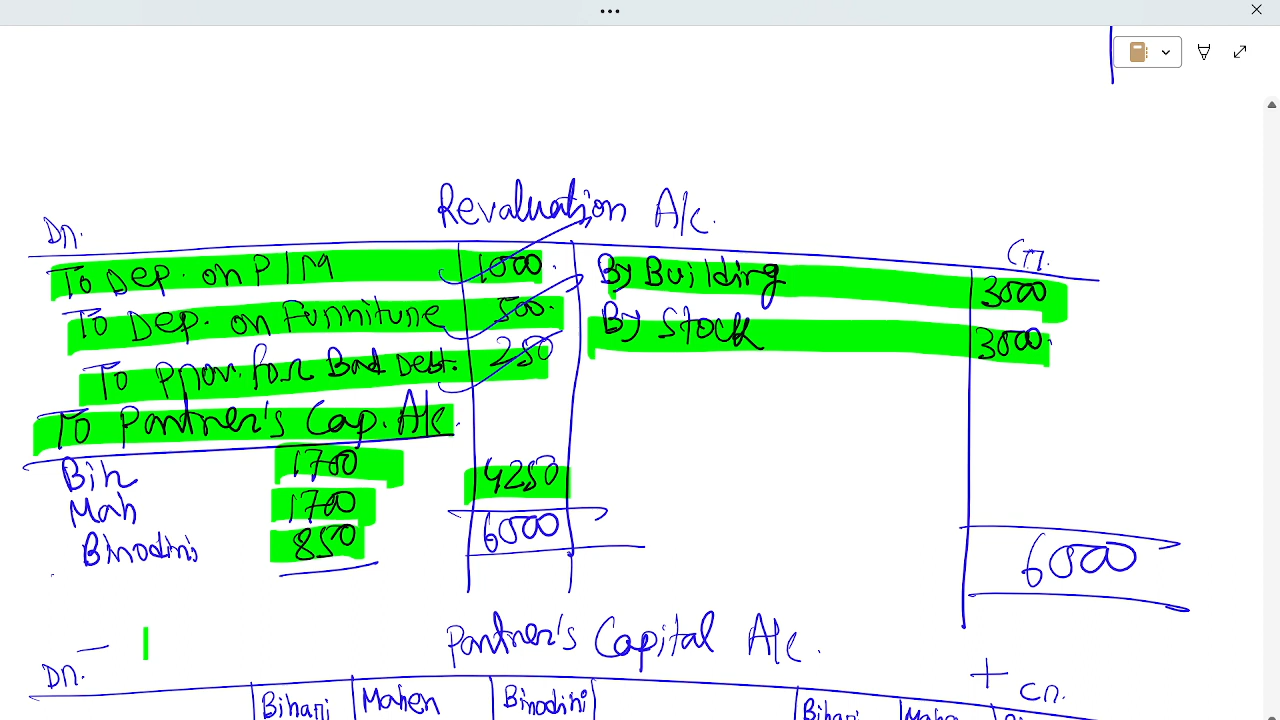 Revaluation A/c.
Dr.
Cr.
To Dep. on P/M 1000.
By Building 3000
To Dep. on Furniture 500.
By Stock 3000.
To Prov. for Bad Debt. 250
To Partner's Cap. A/c.
Bih 1700
4250
Mah 1700
6000
Binodini 850
6000
Partner's Capital A/c.
Dr. −
+ Cr.
Bihari Mahen Binodini Bihari Mahen